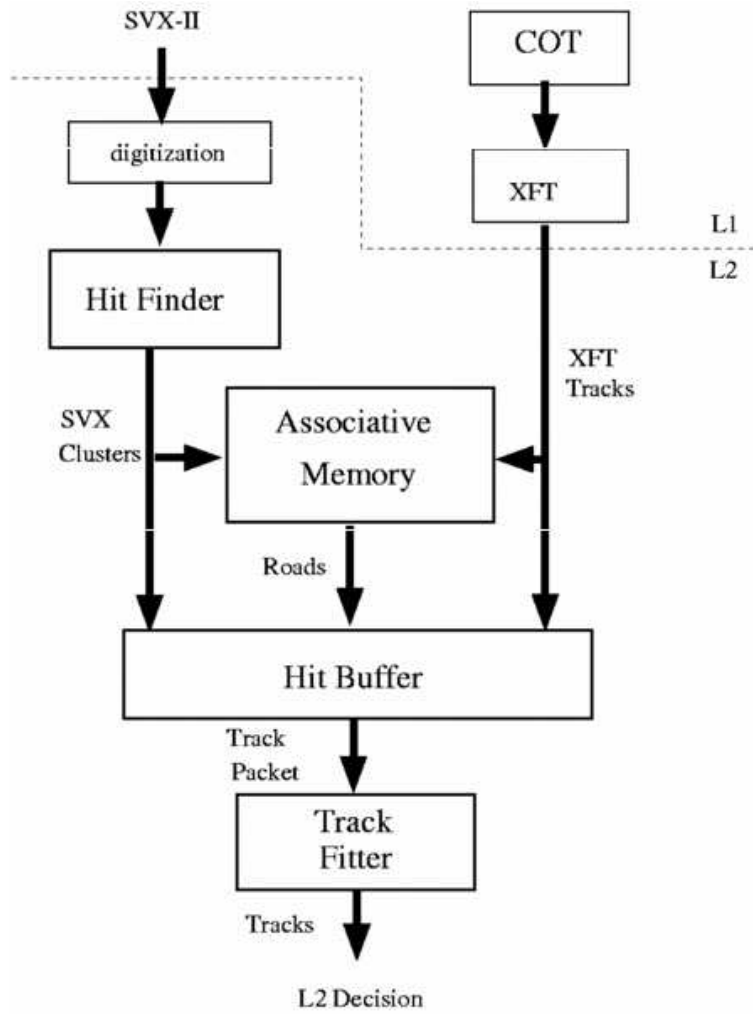 SVX-II
COT
digitization
XFT
L1
L2
Hit Finder
XFT
Tracks
SVX
Clusters
Associative
Memory
Roads
Hit Buffer
Track
Packet
Track
Fitter
Tracks
L2 Decision